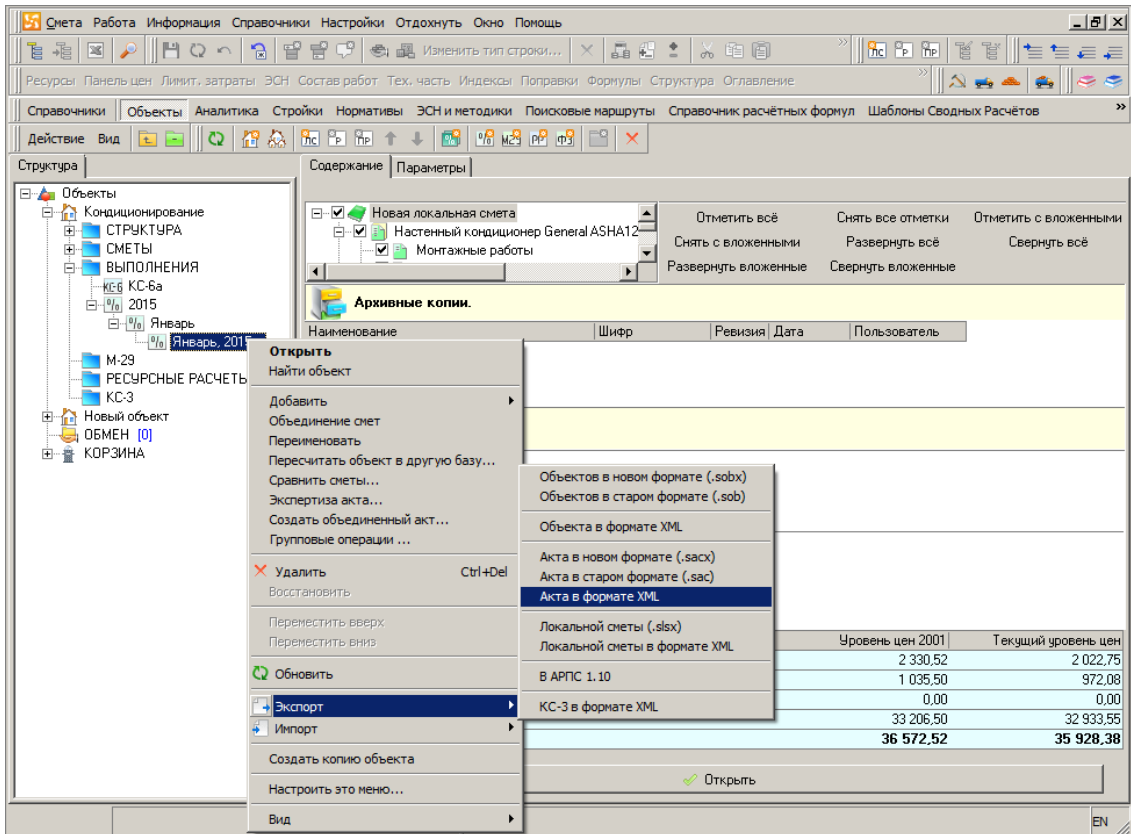 Смета Работа Информация Справочники Настройки Отдохнуть Окно Помощь
Изменить тип строки...
Ресурсы Панель цен Лимит. затраты ЭСН Состав работ Тех. часть Индексы Поправки Формулы Структура Оглавление
Справочники Объекты Аналитика Стройки Нормативы ЭСН и методики Поисковые маршруты Справочник расчётных формул Шаблоны Сводных Расчётов
Действие Вид
Структура
Содержание Параметры
Объекты
Кондиционирование
СТРУКТУРА
СМЕТЫ
ВЫПОЛНЕНИЯ
КС-6 КС-6а
2015
Январь
Январь, 201
М-29
РЕСУРСНЫЕ РАСЧЕТЬ
КС-3
Новый объект
ОБМЕН [0]
КОРЗИНА
Новая локальная смета
Настенный кондиционер General ASHA12
Монтажные работы
Отметить всё Снять все отметки Отметить с вложенными
Снять с вложенными Развернуть всё Свернуть всё
Развернуть вложенные Свернуть вложенные
Архивные копии.
Наименование Шифр Ревизия Дата Пользователь
Открыть
Найти объект
Добавить
Объединение смет
Переименовать
Пересчитать объект в другую базу...
Сравнить сметы...
Экспертиза акта...
Создать объединенный акт...
Групповые операции ...
Удалить Ctrl+Del
Восстановить
Переместить вверх
Переместить вниз
Обновить
Экспорт
Импорт
Создать копию объекта
Настроить это меню...
Вид
Объектов в новом формате (.sobx)
Объектов в старом формате (.sob)
Объекта в формате XML
Акта в новом формате (.sacx)
Акта в старом формате (.sac)
Акта в формате XML
Локальной сметы (.slsx)
Локальной сметы в формате XML
В АРПС 1.10
КС-3 в формате XML
Уровень цен 2001 Текущий уровень цен
2 330,52 2 022,75
1 035,50 972,08
0,00 0,00
33 206,50 32 933,55
36 572,52 35 928,38
Открыть
EN